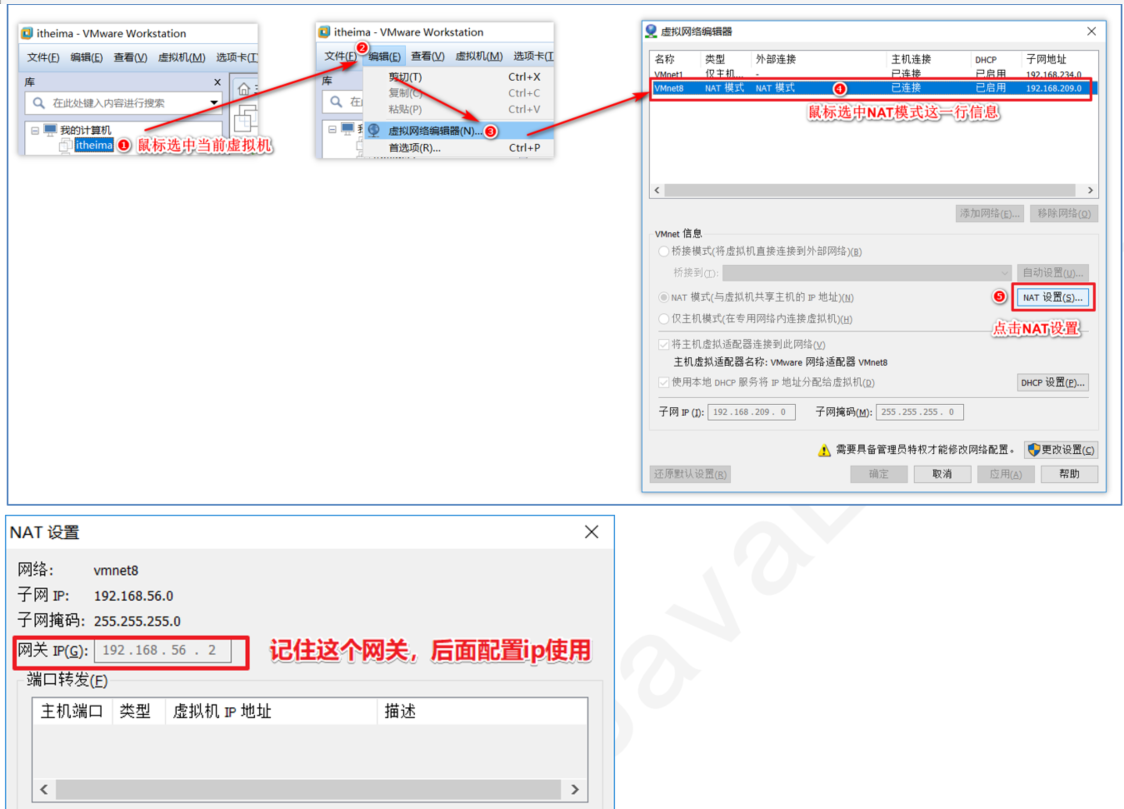 itheima - VMware Workstation
文件(F) 编辑(E) 查看(V) 虚拟机(M) 选项卡(T
库 x
在此处键入内容进行搜索
我的计算机
itheima 1 鼠标选中当前虚拟机
itheima - VMware Workstation
2
文件(F) 编辑(E) 查看(V) 虚拟机(M) 选项卡(T
库 剪切(T) Ctrl+X
复制(C) Ctrl+C
粘贴(P) Ctrl+V
虚拟网络编辑器(N)... 3
首选项(R)... Ctrl+P
虚拟网络编辑器
名称 类型 外部连接 主机连接 DHCP 子网地址
VMnet1 仅主机... - 已连接 已启用 192.168.234.0
VMnet8 NAT 模式 NAT 模式 4 已连接 已启用 192.168.209.0
鼠标选中NAT模式这一行信息
添加网络(E)... 移除网络(O)
VMnet 信息
桥接模式(将虚拟机直接连接到外部网络)(B)
桥接到(T): 自动设置(U)...
NAT 模式(与虚拟机共享主机的 IP 地址)(N) 5 NAT 设置(S)...
仅主机模式(在专用网络内连接虚拟机)(H)
点击NAT设置
将主机虚拟适配器连接到此网络(V)
主机虚拟适配器名称: VMware 网络适配器 VMnet8
使用本地 DHCP 服务将 IP 地址分配给虚拟机(D) DHCP 设置(P)...
子网 IP (I): 192.168.209. 0 子网掩码(M): 255.255.255. 0
需要具备管理员特权才能修改网络配置。 更改设置(C)
还原默认设置(R) 确定 取消 应用(A) 帮助
NAT 设置
网络: vmnet8
子网 IP: 192.168.56.0
子网掩码: 255.255.255.0
网关 IP(G): 192.168.56 . 2 记住这个网关，后面配置ip使用
端口转发(F)
主机端口 类型 虚拟机 IP 地址 描述